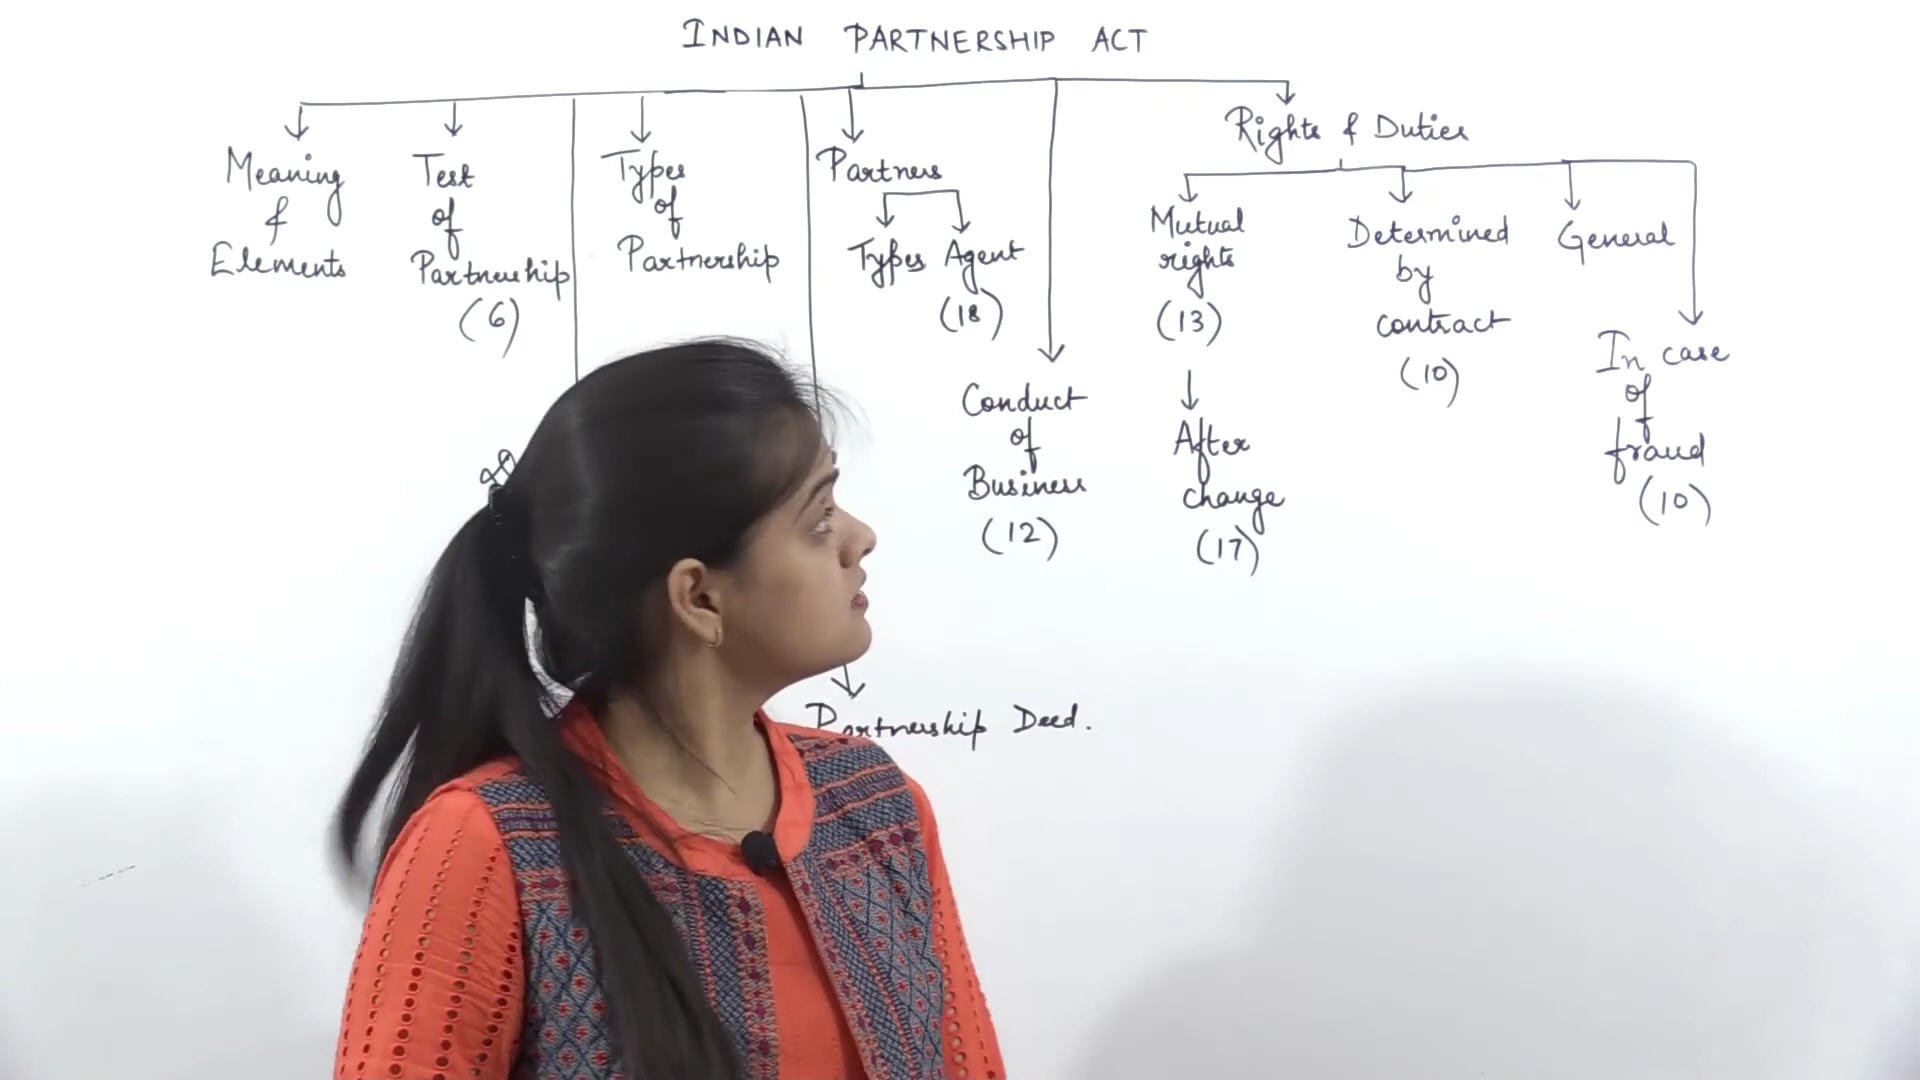 INDIAN PARTNERSHIP ACT
Meaning
&
Elements
Test
of
Partnership
(6)
Types
of
Partnership
Partners
Types Agent
(18)
Conduct
of
Business
(12)
Rights & Duties
Mutual
rights
(13)
After
change
(17)
Determined
by
contract
(10)
General
In case
of
fraud
(10)
Partnership Deed.